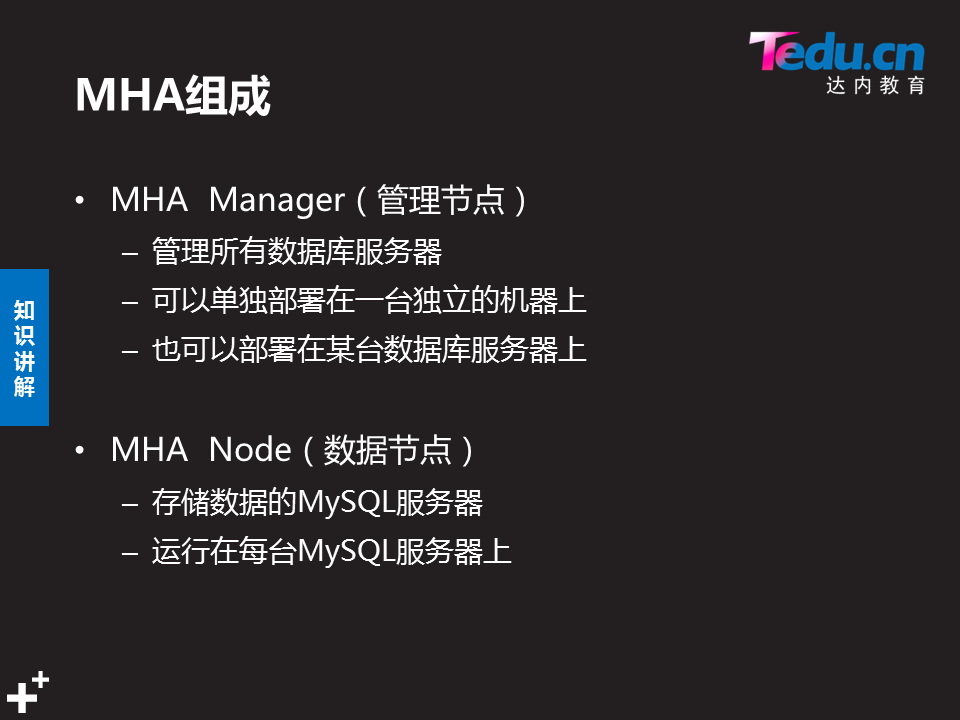 Tedu.cn
达内教育
MHA组成
• MHA Manager（管理节点）
– 管理所有数据库服务器
– 可以单独部署在一台独立的机器上
– 也可以部署在某台数据库服务器上
知识讲解
• MHA Node（数据节点）
– 存储数据的MySQL服务器
– 运行在每台MySQL服务器上